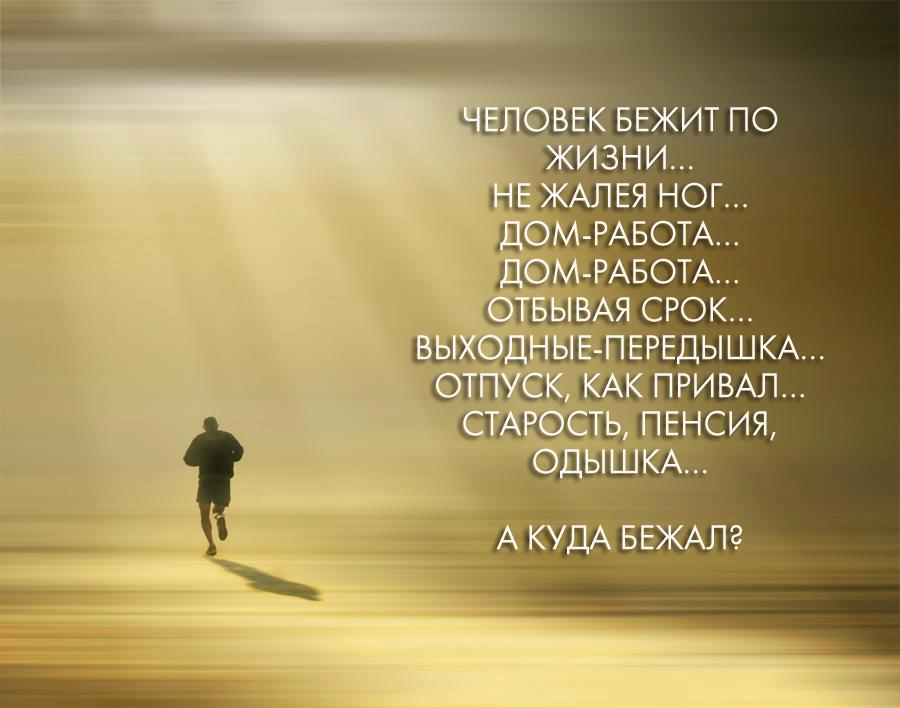 ЧЕЛОВЕК БЕЖИТ ПО
ЖИЗНИ...
НЕ ЖАЛЕЯ НОГ...
ДОМ-РАБОТА...
ДОМ-РАБОТА...
ОТБЫВАЯ СРОК...
ВЫХОДНЫЕ-ПЕРЕДЫШКА...
ОТПУСК, КАК ПРИВАЛ...
СТАРОСТЬ, ПЕНСИЯ,
ОДЫШКА...
А КУДА БЕЖАЛ?